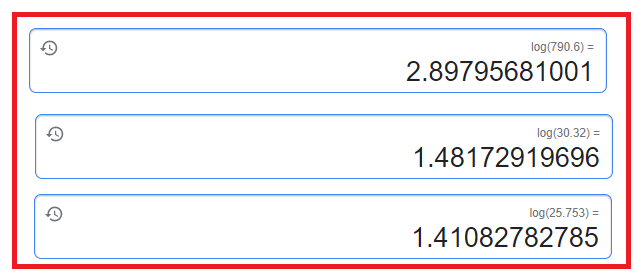 log(790.6) =
2.89795681001
log(30.32) =
1.48172919696
log(25.753) =
1.41082782785